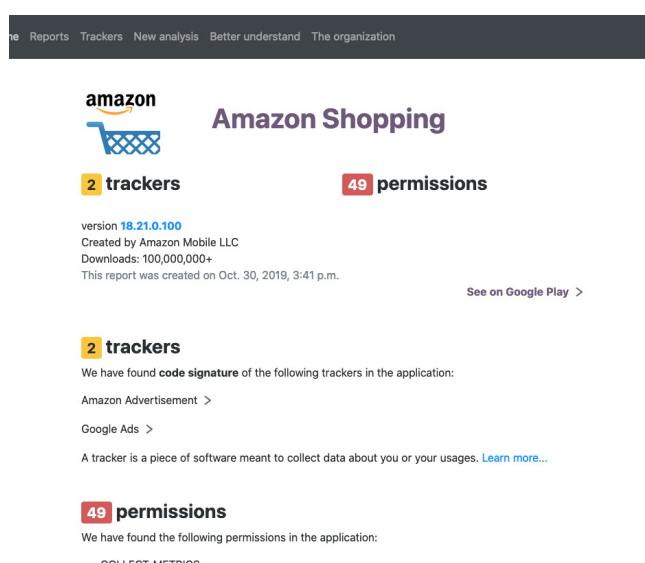 Reports Trackers New analysis Better understand The organization
amazon
Amazon Shopping
2 trackers
49 permissions
version 18.21.0.100
Created by Amazon Mobile LLC
Downloads: 100,000,000+
This report was created on Oct. 30, 2019, 3:41 p.m.
See on Google Play >
2 trackers
We have found code signature of the following trackers in the application:
Amazon Advertisement >
Google Ads >
A tracker is a piece of software meant to collect data about you or your usages. Learn more...
49 permissions
We have found the following permissions in the application: